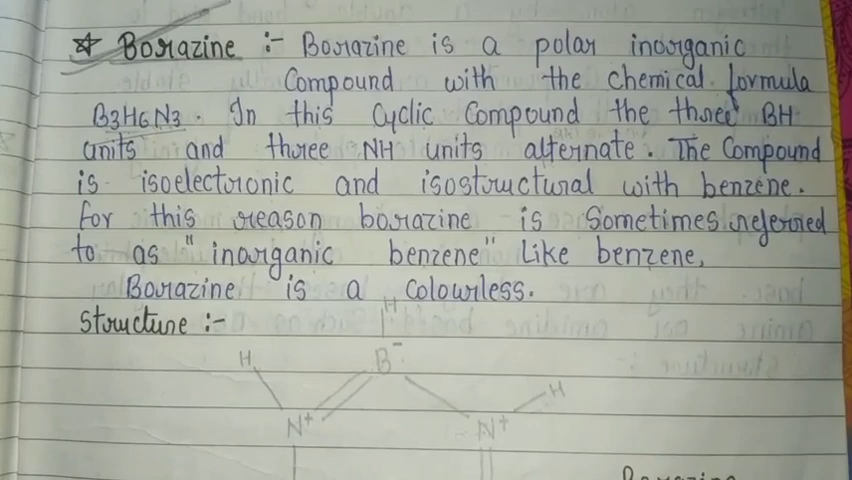 ☆ Borazine :- Borazine is a polar inorganic
Compound with the chemical formula
B3H6N3. In this Cyclic Compound the three BH
units and three NH units alternate. The Compound
is isoelectronic and isostructural with benzene.
For this reason borazine is Sometimes referred
to as "inorganic benzene" Like benzene,
Borazine is a Colourless.
Structure :-
H
H B-
H
N+ N+
Borazine